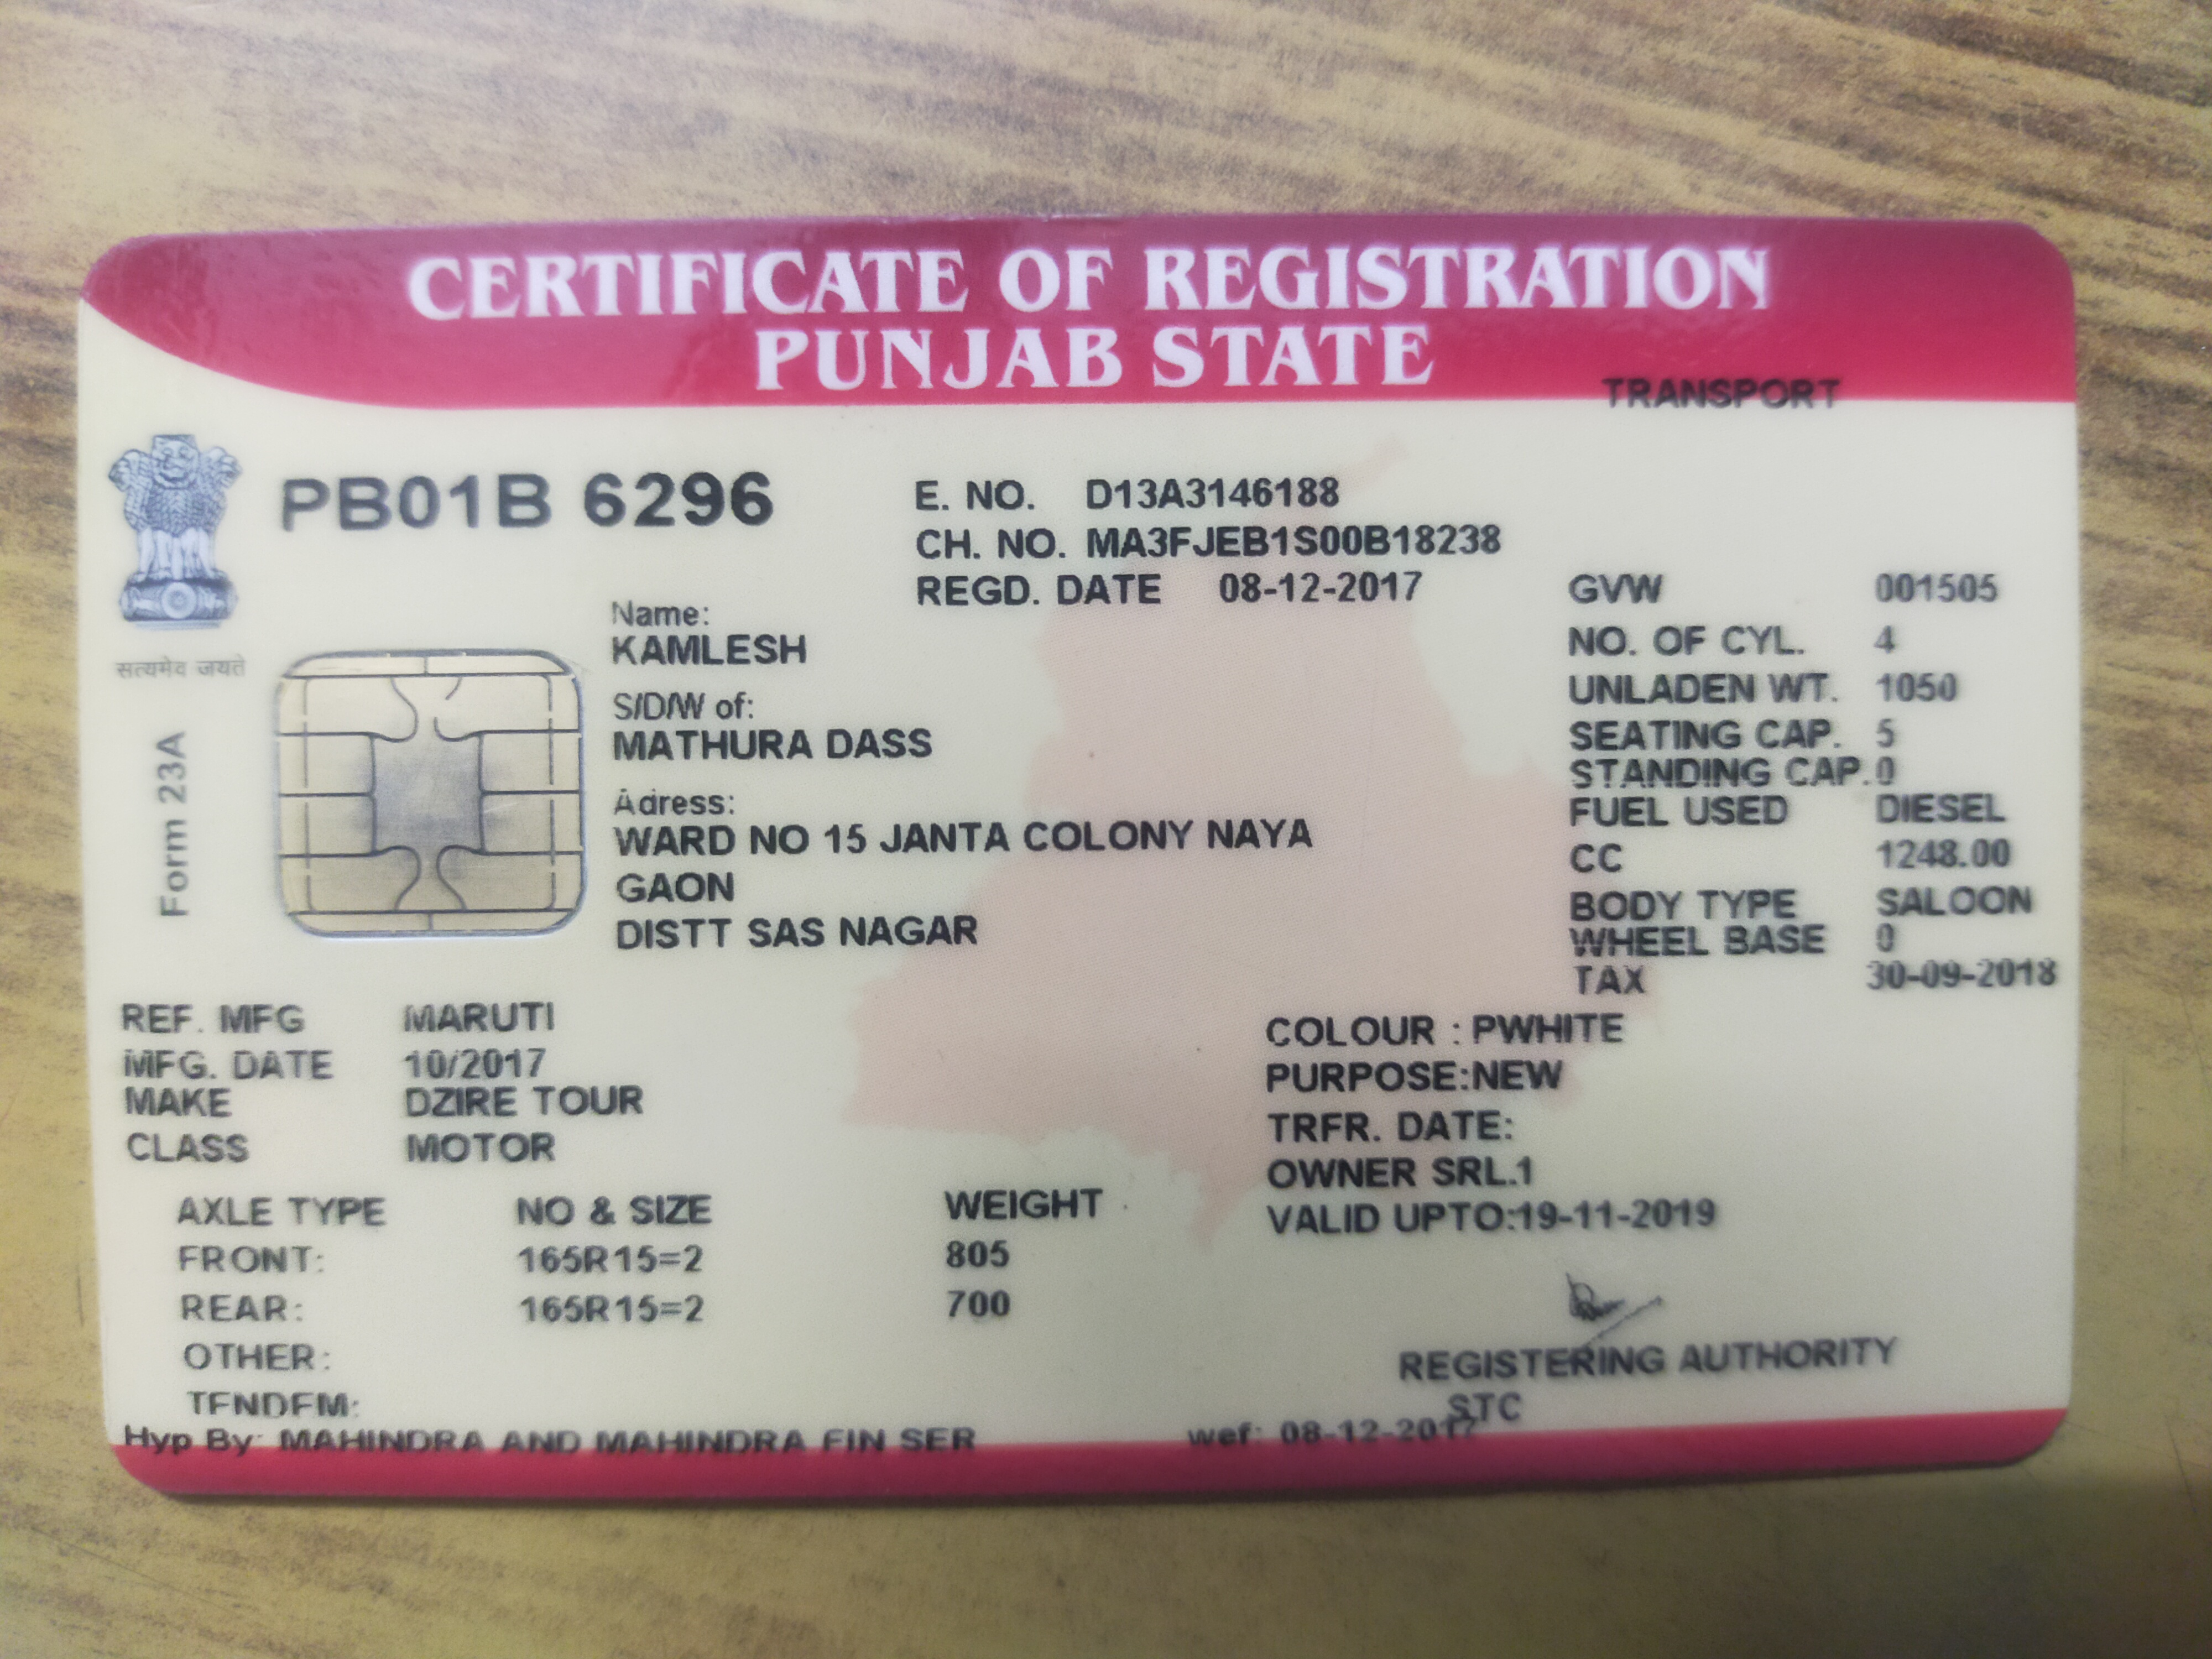 CERTIFICATE OF REGISTRATION
PUNJAB STATE
TRANSPORT
PB01B 6296
E. NO. D13A3146188
CH. NO. MA3FJEB1S00B18238
REGD. DATE 08-12-2017
सत्यमेव जयते
Form 23A
Name:
KAMLESH
S/D/W of:
MATHURA DASS
Adress:
WARD NO 15 JANTA COLONY NAYA
GAON
DISTT SAS NAGAR
GVW 001505
NO. OF CYL. 4
UNLADEN WT. 1050
SEATING CAP. 5
STANDING CAP.0
FUEL USED DIESEL
CC 1248.00
BODY TYPE SALOON
WHEEL BASE 0
TAX 30-09-2018
REF. MFG MARUTI
MFG. DATE 10/2017
MAKE DZIRE TOUR
CLASS MOTOR
COLOUR : PWHITE
PURPOSE:NEW
TRFR. DATE:
OWNER SRL.1
VALID UPTO:19-11-2019
AXLE TYPE NO & SIZE WEIGHT
FRONT: 165R15=2 805
REAR: 165R15=2 700
OTHER:
TENDEM:
REGISTERING AUTHORITY
STC
Hyp By: MAHINDRA AND MAHINDRA FIN SER wef: 08-12-2017